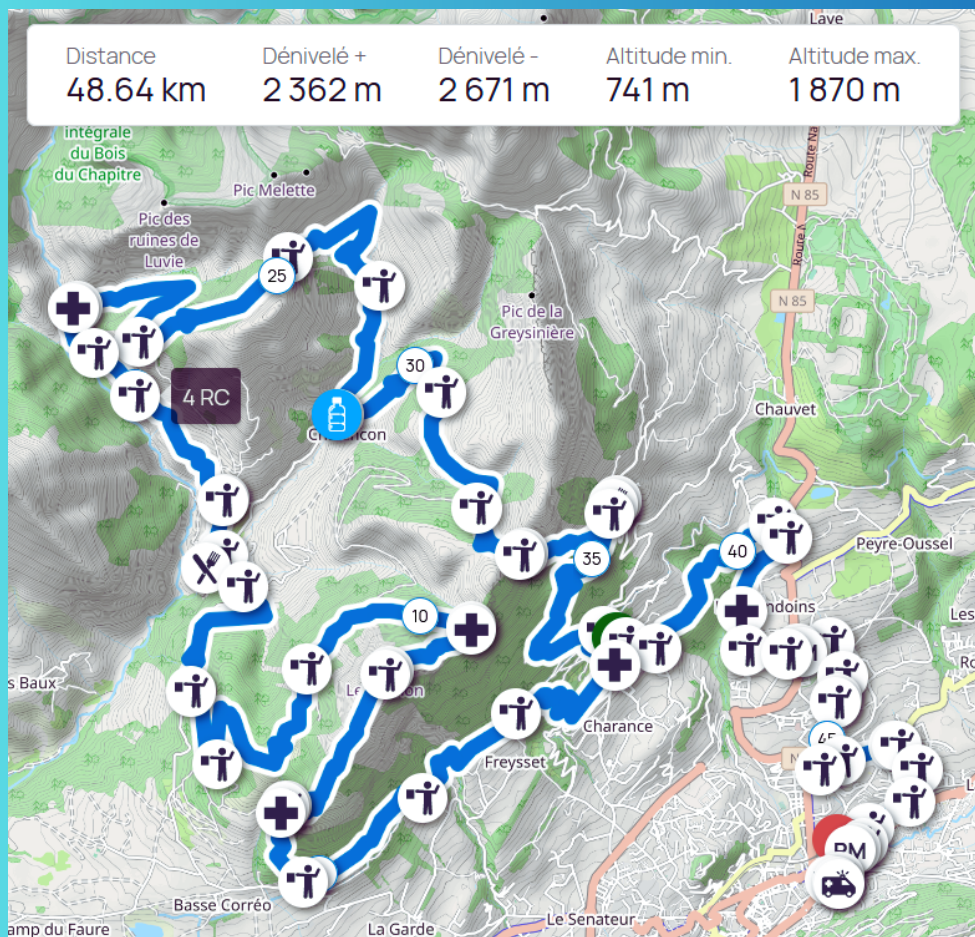 Lave
Distance
Dénivelé +
Dénivelé -
Altitude min.
Altitude max.
48.64 km
2 362 m
2 671 m
741 m
1 870 m
intégrale
du Bois
du Chapitre
Route Na
Pic Melette
N 85
Pic des
ruines de
Luvie
Route N
25
N 85
Pic de la
Greysinière
30
4 RC
Chauvet
35
40
Peyre-Oussel
10
Les
s Baux
Charance
45
Freysset
PM
Basse Corréo
Le Senateur
amp du Faure
La Garde